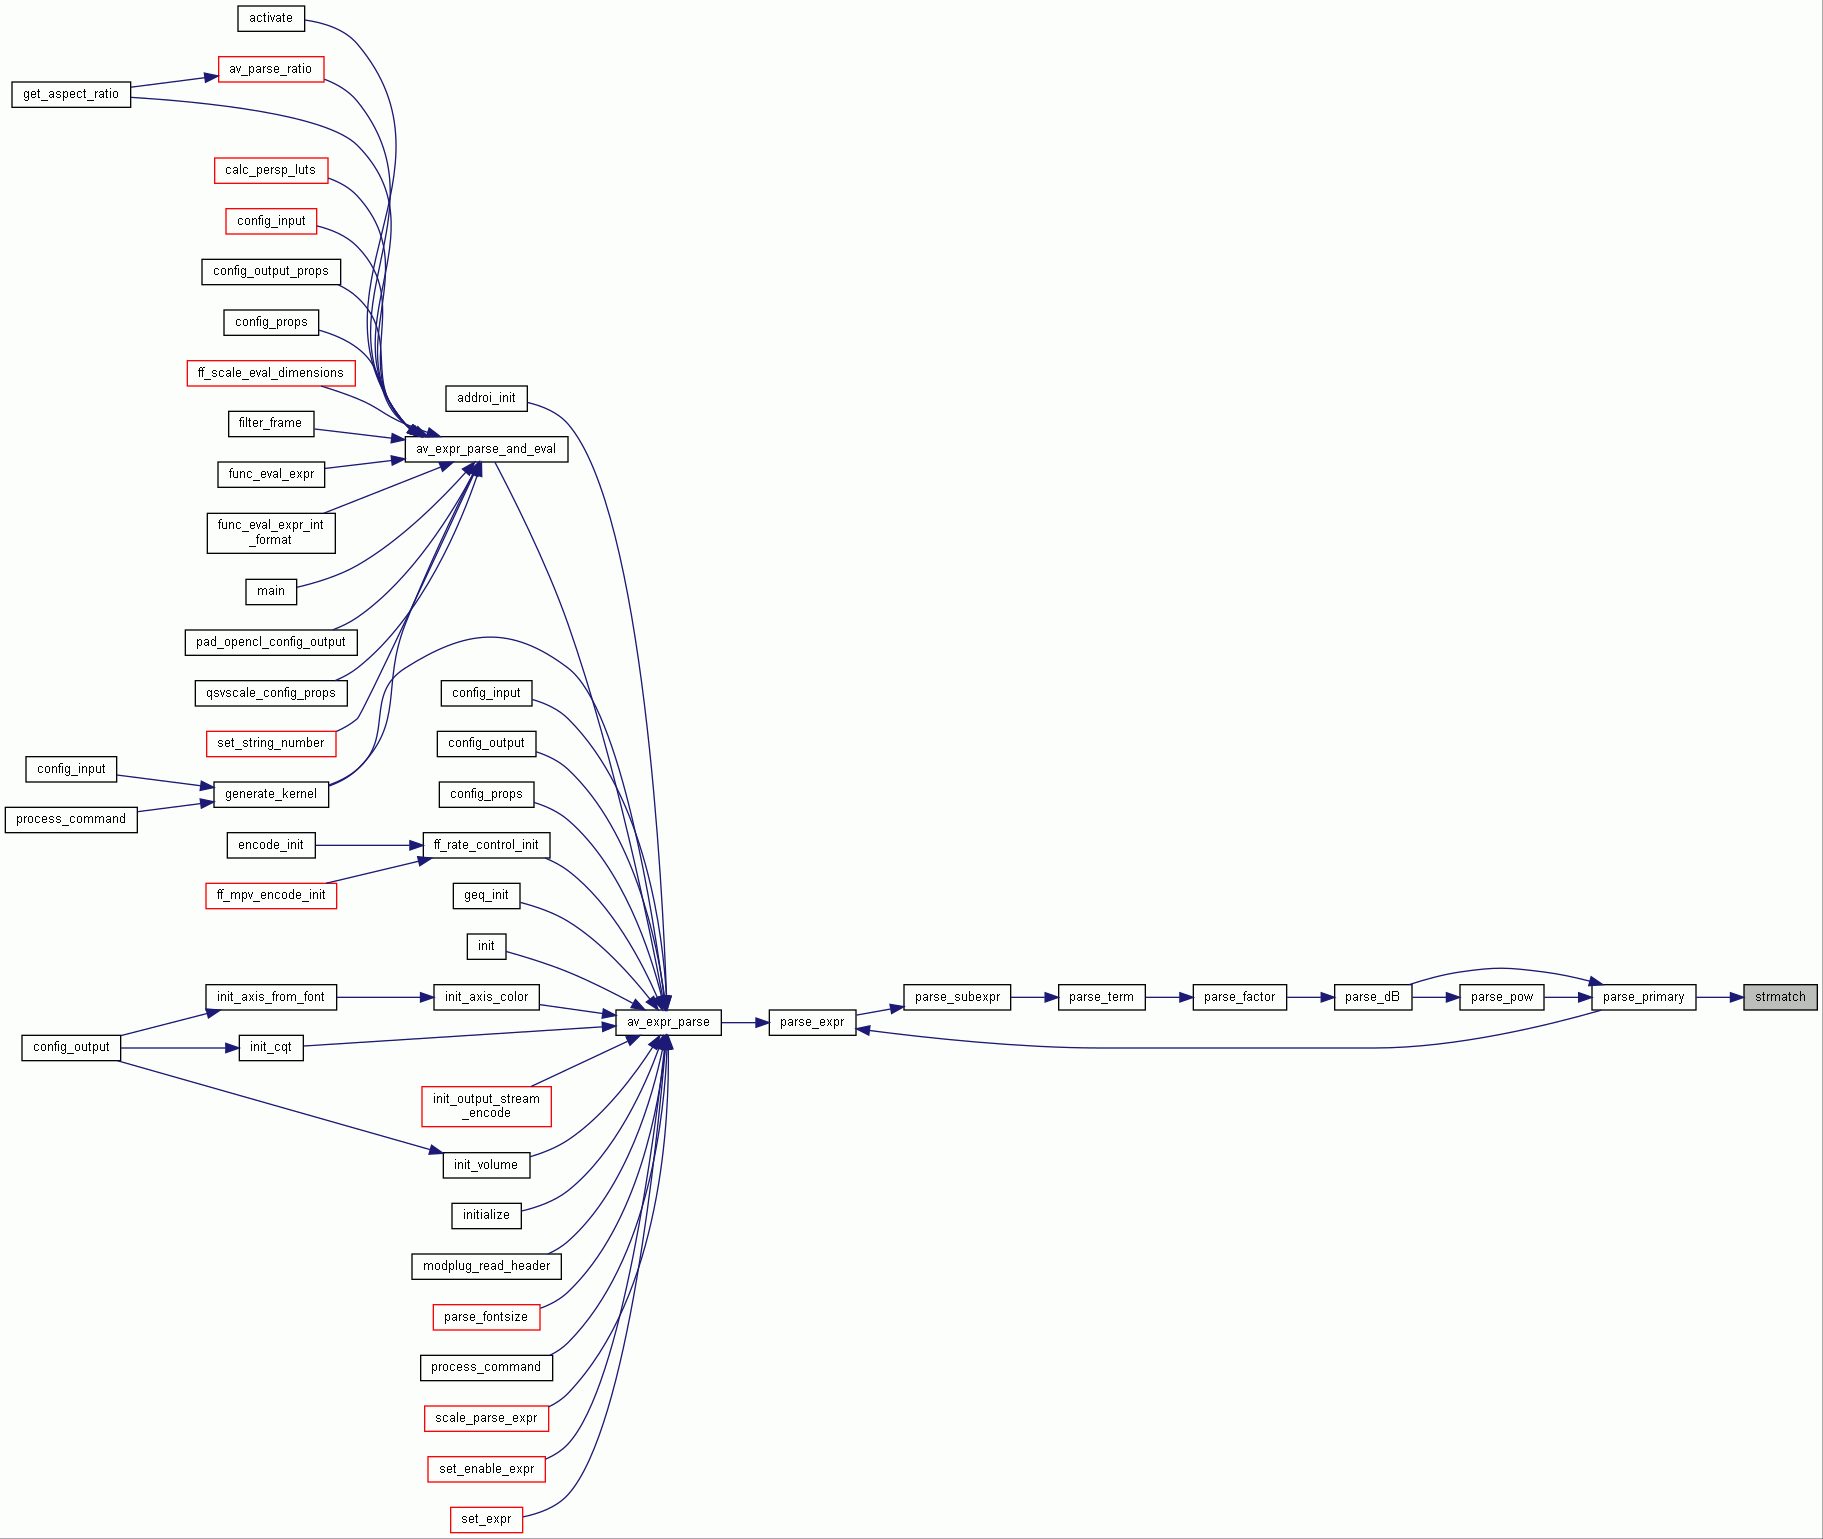 activate
av_parse_ratio
get_aspect_ratio
calc_persp_luts
config_input
config_output_props
config_props
ff_scale_eval_dimensions
addroi_init
filter_frame
av_expr_parse_and_eval
func_eval_expr
func_eval_expr_int
_format
main
pad_opencl_config_output
qsvscale_config_props
config_input
set_string_number
config_output
config_input
generate_kernel
config_props
process_command
encode_init
ff_rate_control_init
ff_mpv_encode_init
geq_init
init
init_axis_from_font
init_axis_color
parse_subexpr
parse_term
parse_factor
parse_dB
parse_pow
parse_primary
strmatch
av_expr_parse
parse_expr
config_output
init_cqt
init_output_stream
_encode
init_volume
initialize
modplug_read_header
parse_fontsize
process_command
scale_parse_expr
set_enable_expr
set_expr